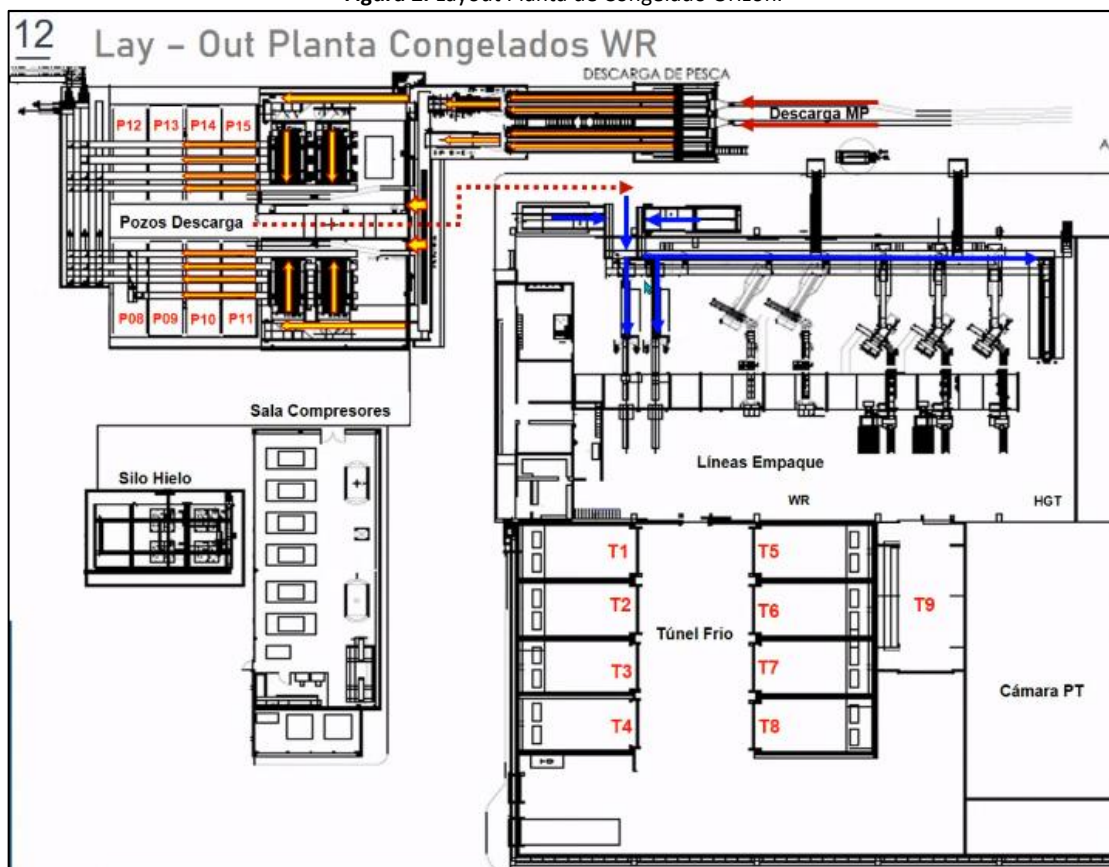 12 Lay – Out Planta Congelados WR
DESCARGA DE PESCA
Descarga MP
P12 P13 P14 P15
Pozos Descarga
P08 P09 P10 P11
Sala Compresores
Silo Hielo
Líneas Empaque
WR
HGT
T1
T5
T2
T6
T9
Túnel Frio
T3
T7
Cámara PT
T4
T8